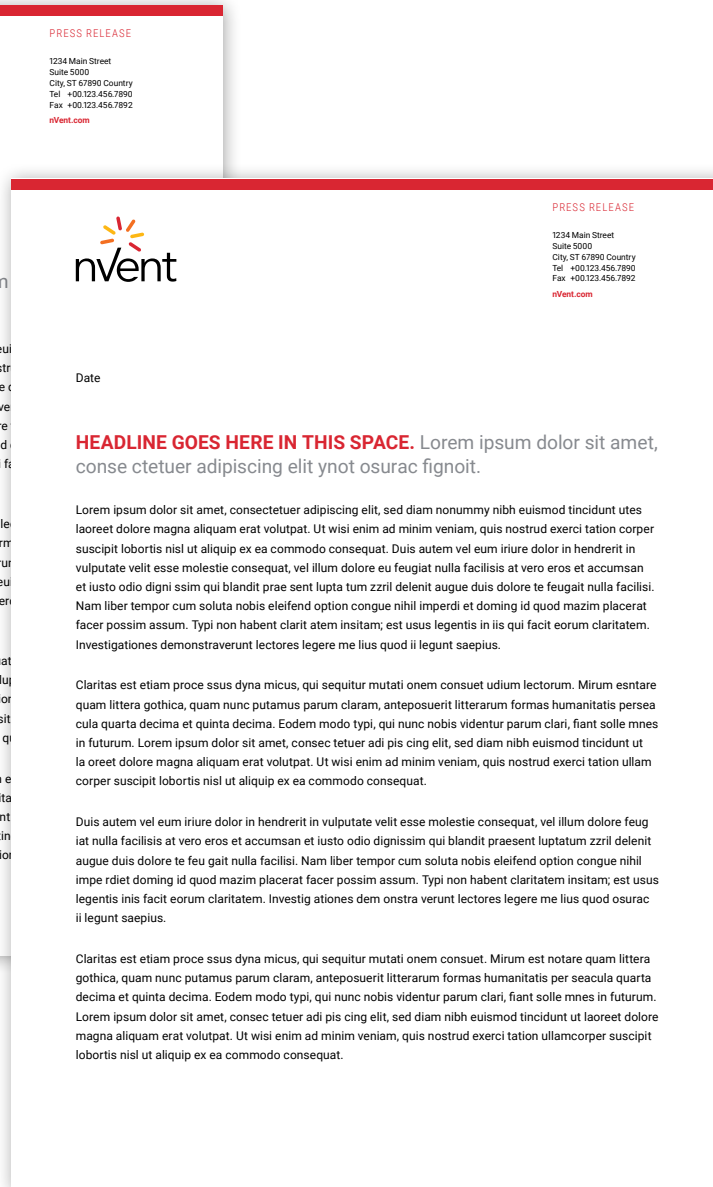 PRESS RELEASE
1234 Main Street
Suite 5000
City, ST 67890 Country
Tel +00.123.456.7890
Fax +00.123.456.7892
nVent.com
PRESS RELEASE
1234 Main Street
Suite 5000
City, ST 67890 Country
Tel +00.123.456.7890
Fax +00.123.456.7892
nVent.com
nVent
Date
HEADLINE GOES HERE IN THIS SPACE. Lorem ipsum dolor sit amet,
conse ctetuer adipiscing elit ynot osurac fignoit.
Lorem ipsum dolor sit amet, consectetuer adipiscing elit, sed diam nonummy nibh euismod tincidunt utes
laoreet dolore magna aliquam erat volutpat. Ut wisi enim ad minim veniam, quis nostrud exerci tation corper
suscipit lobortis nisl ut aliquip ex ea commodo consequat. Duis autem vel eum iriure dolor in hendrerit in
vulputate velit esse molestie consequat, vel illum dolore eu feugiat nulla facilisis at vero eros et accumsan
et iusto odio digni ssim qui blandit prae sent lupta tum zzril delenit augue duis dolore te feugait nulla facilisi.
Nam liber tempor cum soluta nobis eleifend option congue nihil imperdi et doming id quod mazim placerat
facer possim assum. Typi non habent clarit atem insitam; est usus legentis in iis qui facit eorum claritatem.
Investigationes demonstraverunt lectores legere me lius quod ii legunt saepius.
Claritas est etiam proce ssus dyna micus, qui sequitur mutati onem consuet udium lectorum. Mirum esntare
quam littera gothica, quam nunc putamus parum claram, anteposuerit litterarum formas humanitatis persea
cula quarta decima et quinta decima. Eodem modo typi, qui nunc nobis videntur parum clari, fiant solle mnes
in futurum. Lorem ipsum dolor sit amet, consec tetuer adi pis cing elit, sed diam nibh euismod tincidunt ut
la oreet dolore magna aliquam erat volutpat. Ut wisi enim ad minim veniam, quis nostrud exerci tation ullam
corper suscipit lobortis nisl ut aliquip ex ea commodo consequat.
Duis autem vel eum iriure dolor in hendrerit in vulputate velit esse molestie consequat, vel illum dolore feug
iat nulla facilisis at vero eros et accumsan et iusto odio dignissim qui blandit praesent luptatum zzril delenit
augue duis dolore te feu gait nulla facilisi. Nam liber tempor cum soluta nobis eleifend option congue nihil
impe rdiet doming id quod mazim placerat facer possim assum. Typi non habent claritatem insitam; est usus
legentis inis facit eorum claritatem. Investig ationes dem onstra verunt lectores legere me lius quod osurac
ii legunt saepius.
Claritas est etiam proce ssus dyna micus, qui sequitur mutati onem consuet. Mirum est notare quam littera
gothica, quam nunc putamus parum claram, anteposuerit litterarum formas humanitatis per seacula quarta
decima et quinta decima. Eodem modo typi, qui nunc nobis videntur parum clari, fiant solle mnes in futurum.
Lorem ipsum dolor sit amet, consec tetuer adi pis cing elit, sed diam nibh euismod tincidunt ut laoreet dolore
magna aliquam erat volutpat. Ut wisi enim ad minim veniam, quis nostrud exerci tation ullamcorper suscipit
lobortis nisl ut aliquip ex ea commodo consequat.